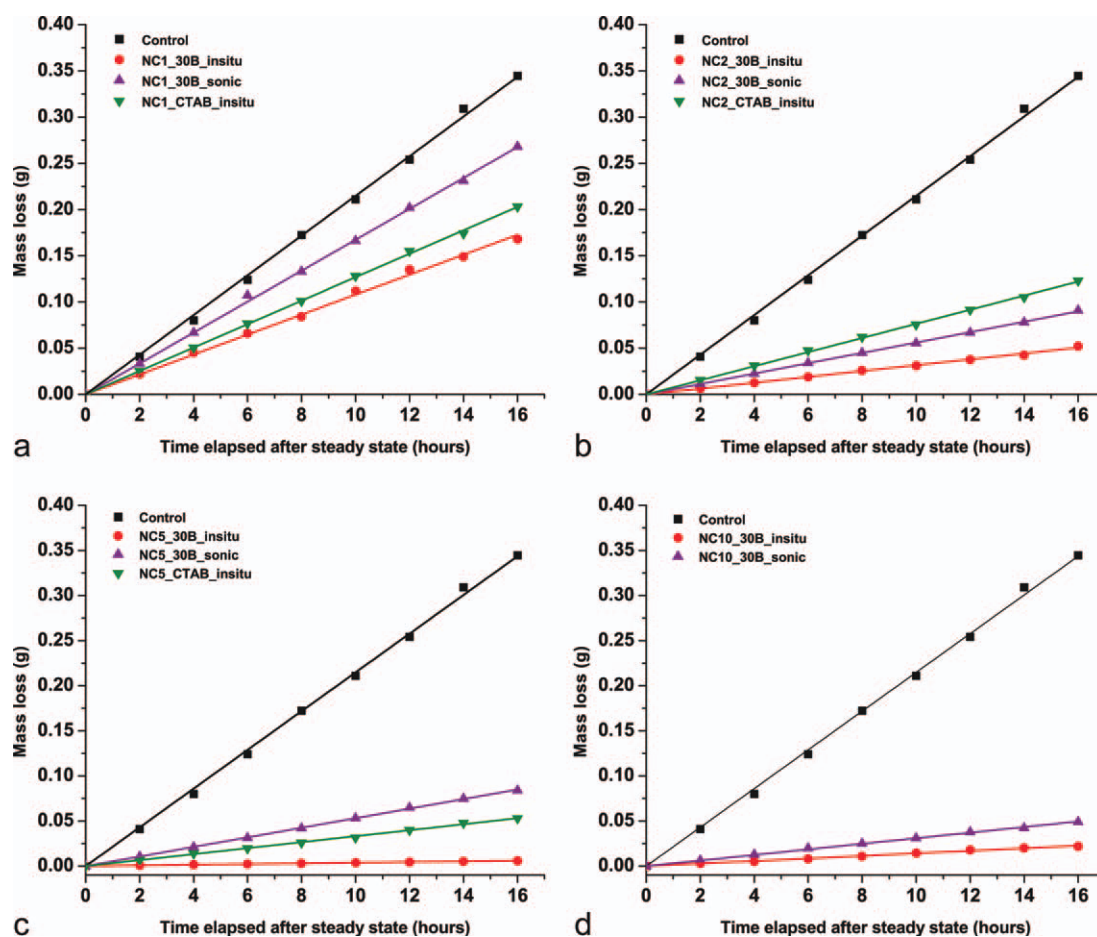 0.40
0.35
0.30
0.25
0.20
0.15
0.10
0.05
0.00
Mass loss (g)
Control
NC1_30B_insitu
NC1_30B_sonic
NC1_CTAB_insitu
0 2 4 6 8 10 12 14 16
Time elapsed after steady state (hours)
a
0.40
0.35
0.30
0.25
0.20
0.15
0.10
0.05
0.00
Mass loss (g)
Control
NC2_30B_insitu
NC2_30B_sonic
NC2_CTAB_insitu
0 2 4 6 8 10 12 14 16
Time elapsed after steady state (hours)
b
0.40
0.35
0.30
0.25
0.20
0.15
0.10
0.05
0.00
Mass loss (g)
Control
NC5_30B_insitu
NC5_30B_sonic
NC5_CTAB_insitu
0 2 4 6 8 10 12 14 16
Time elapsed after steady state (hours)
c
0.40
0.35
0.30
0.25
0.20
0.15
0.10
0.05
0.00
Mass loss (g)
Control
NC10_30B_insitu
NC10_30B_sonic
0 2 4 6 8 10 12 14 16
Time elapsed after steady state (hours)
d